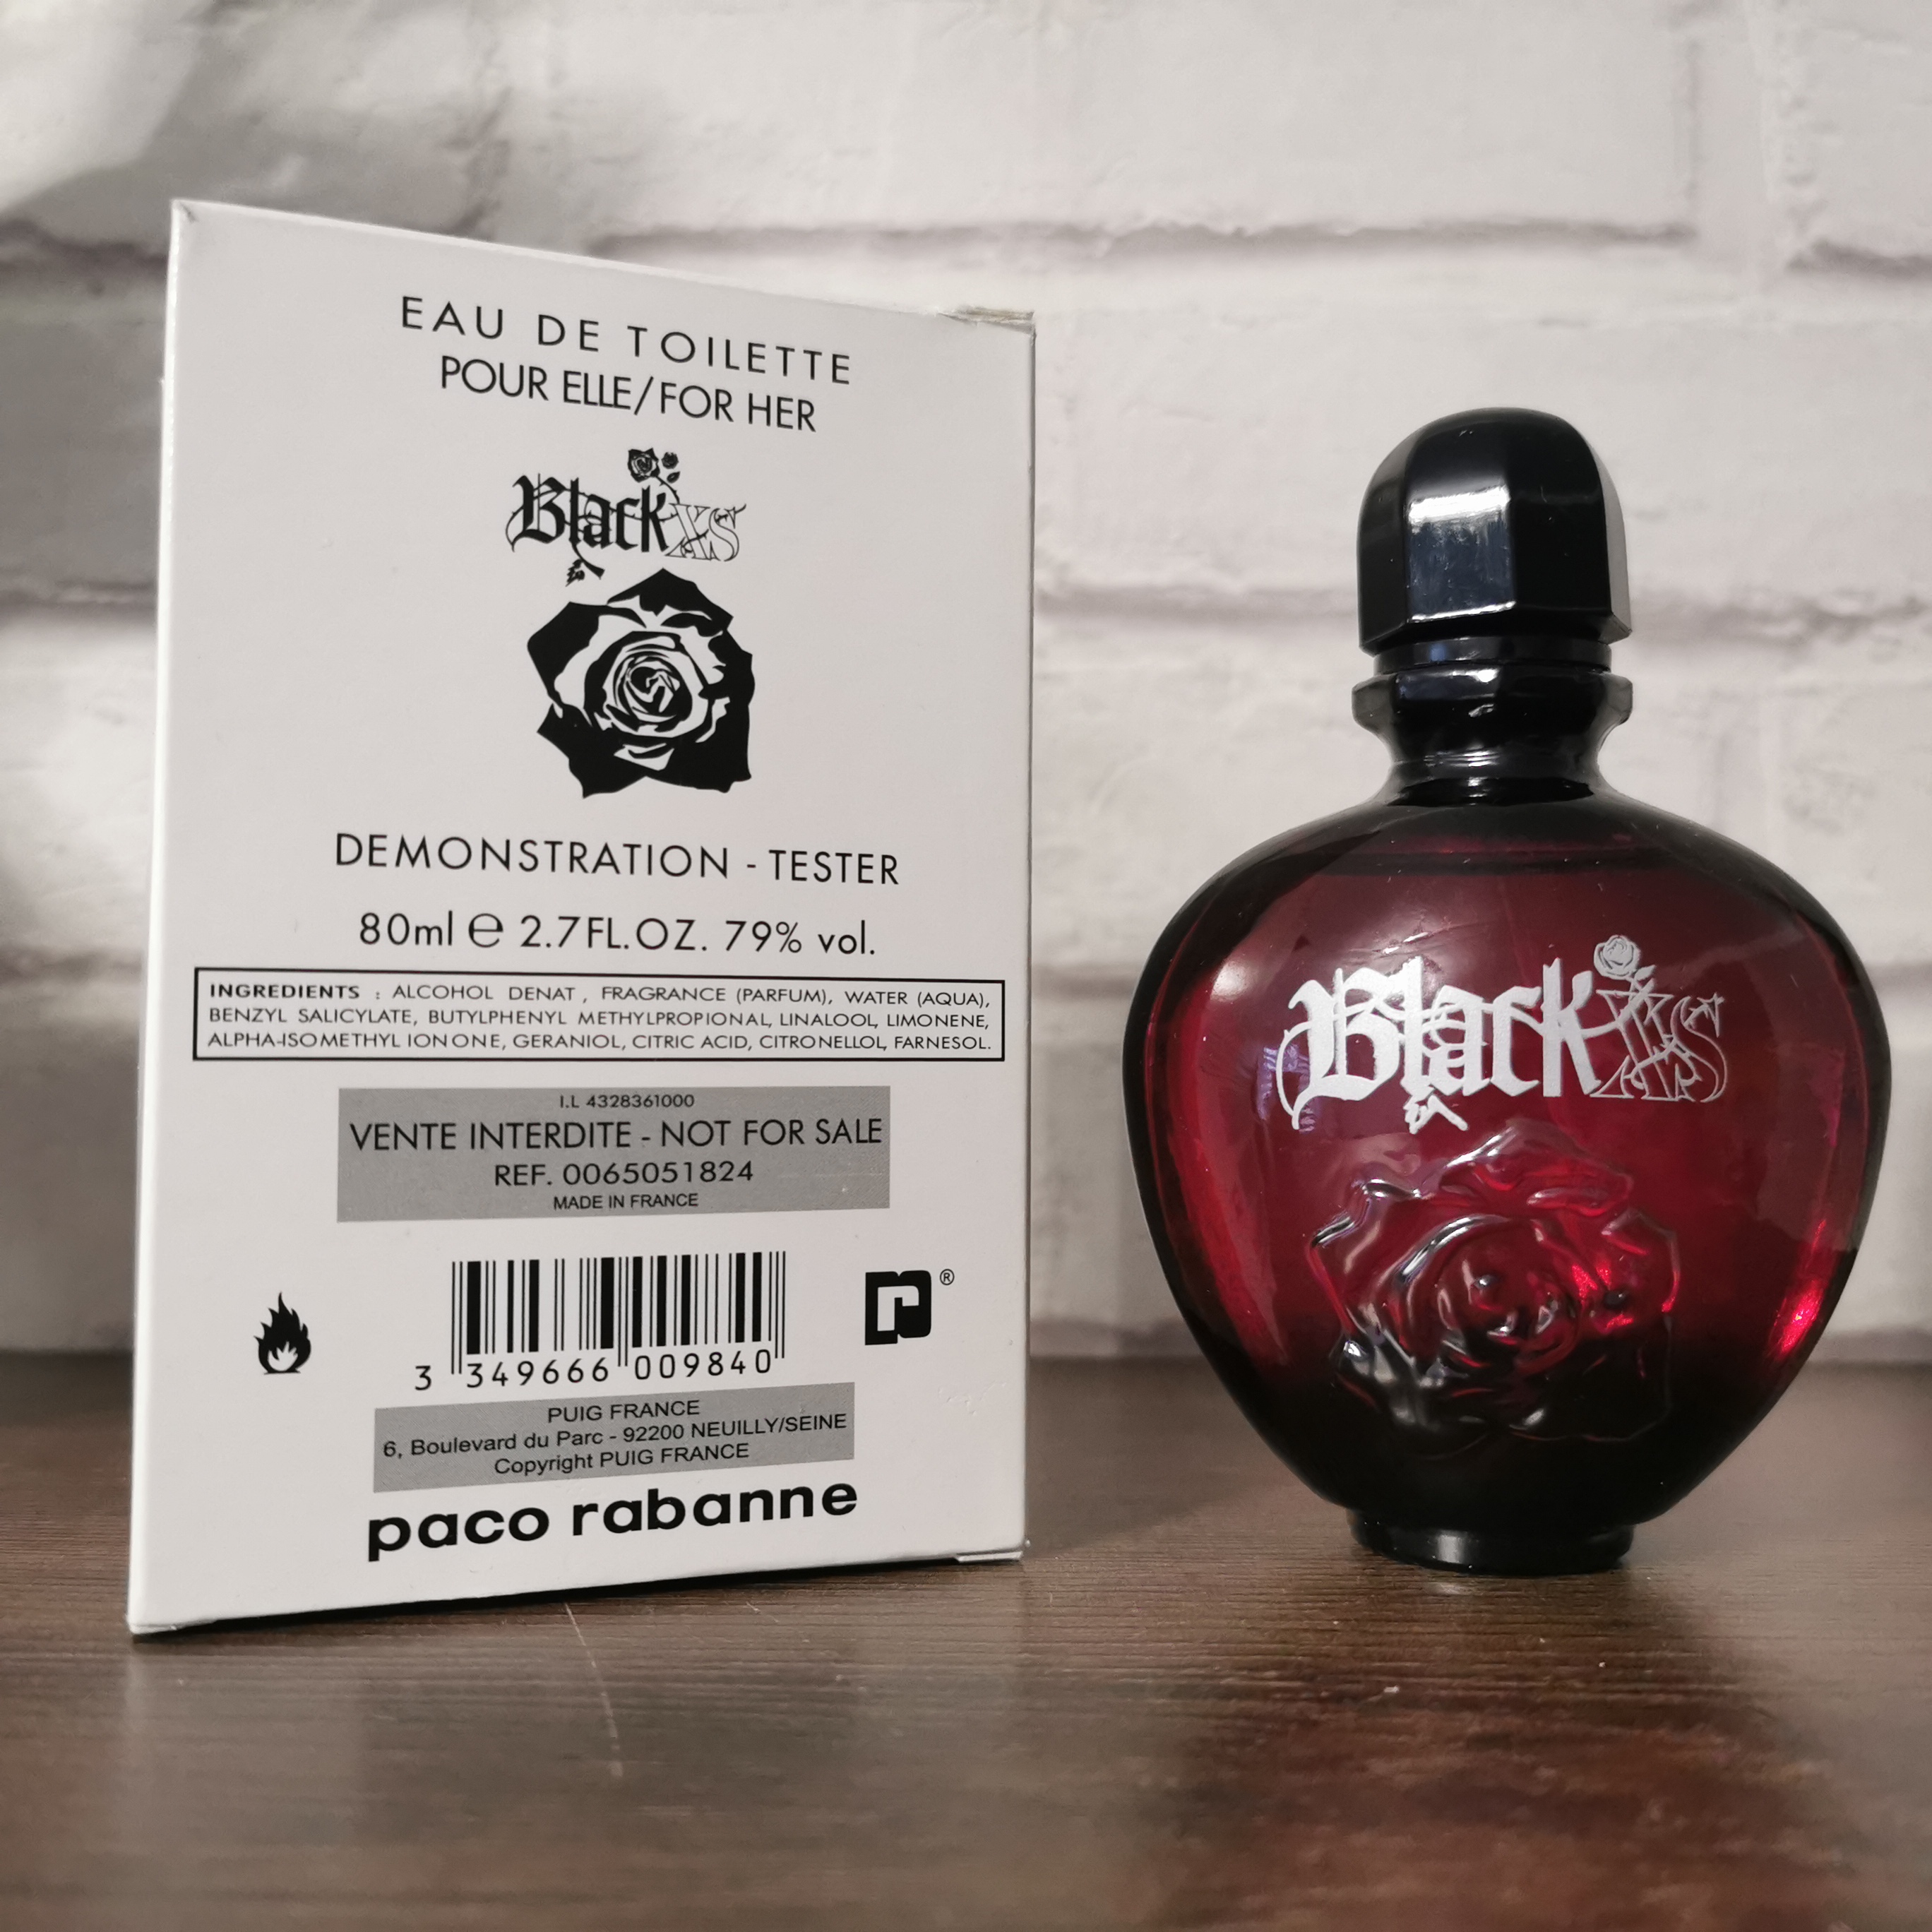 EAU DE TOILETTE
POUR ELLE/FOR HER
Black XS
DEMONSTRATION - TESTER
80ml ℮ 2.7FL.OZ. 79% vol.
INGREDIENTS : ALCOHOL DENAT, FRAGRANCE (PARFUM), WATER (AQUA),
BENZYL SALICYLATE, BUTYLPHENYL METHYLPROPIONAL, LINALOOL, LIMONENE,
ALPHA-ISOMETHYL IONONE, GERANIOL, CITRIC ACID, CITRONELLOL, FARNESOL.
I.L 4328361000
VENTE INTERDITE - NOT FOR SALE
REF. 0065051824
MADE IN FRANCE
3 349666 009840
PUIG FRANCE
6, Boulevard du Parc - 92200 NEUILLY/SEINE
Copyright PUIG FRANCE
paco rabanne
Black XS